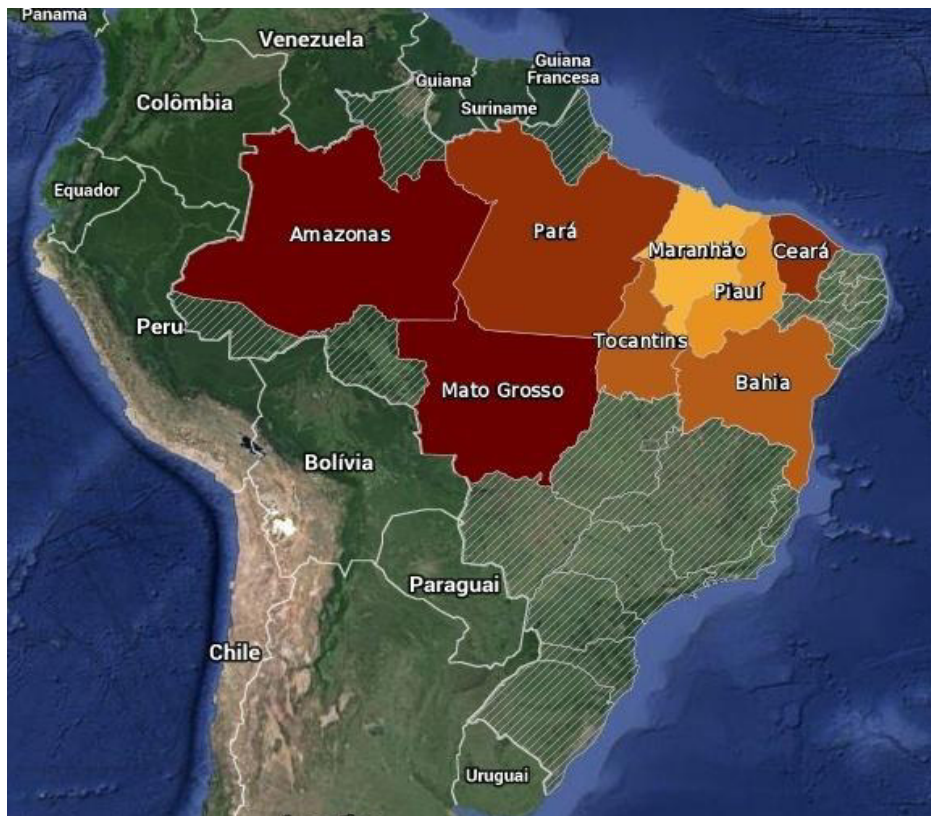 Panamá
Venezuela
Guiana
Guiana
Francesa
Colômbia
Suriname
Equador
Amazonas
Pará
Maranhão
Ceará
Piauí
Peru
Tocantins
Mato Grosso
Bahia
Bolívia
Paraguai
Chile
Uruguai